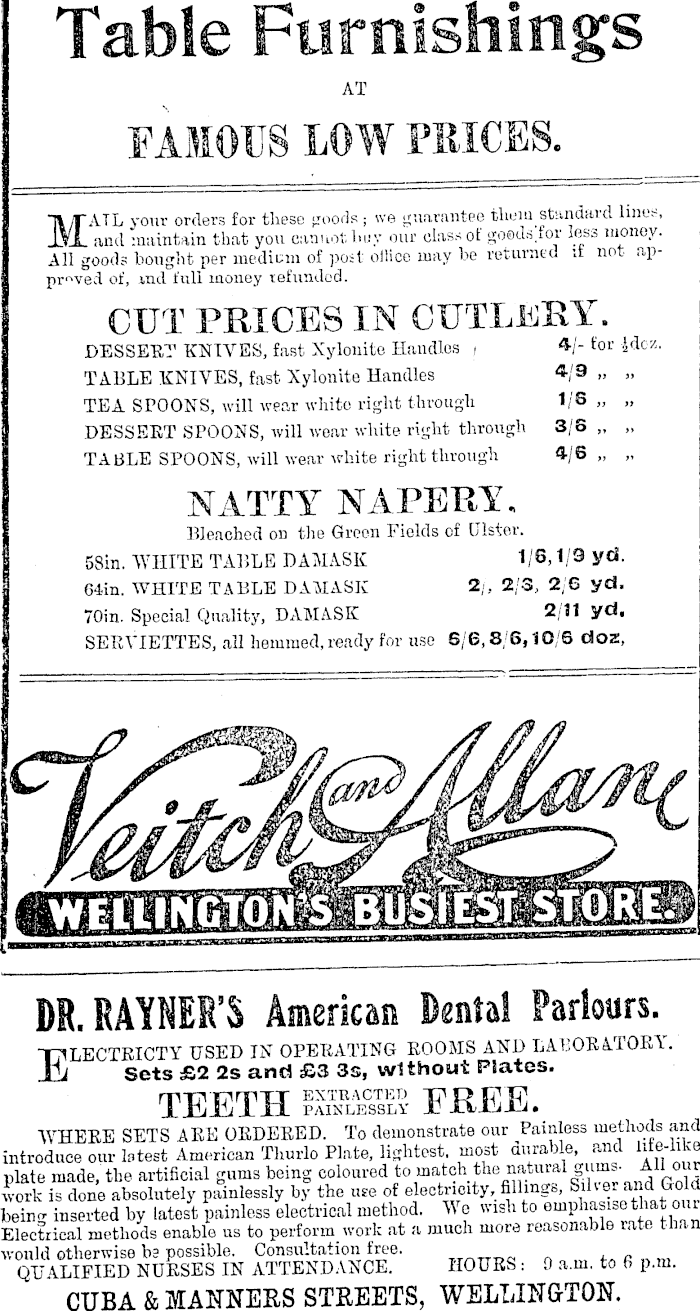 Table Furnishings
AT
FAMOUS LOW PRICES.
MAIL your orders for these goods; we guarantee them standard lines,
and maintain that you cannot buy our class of goods for less money.
All goods bought per medium of post office may be returned if not ap-
proved of, and full money refunded.
CUT PRICES IN CUTLERY.
DESSERT KNIVES, fast Xylonite Handles 4/- for ½doz.
TABLE KNIVES, fast Xylonite Handles 4/9 „ „
TEA SPOONS, will wear white right through 1/6 „ „
DESSERT SPOONS, will wear white right through 3/6 „ „
TABLE SPOONS, will wear white right through 4/6 „ „
NATTY NAPERY.
Bleached on the Green Fields of Ulster.
58in. WHITE TABLE DAMASK 1/6, 1/9 yd.
64in. WHITE TABLE DAMASK 2/, 2/3, 2/6 yd.
70in. Special Quality, DAMASK 2/11 yd.
SERVIETTES, all hemmed, ready for use 6/6, 8/6, 10/6 doz,
Veitch and Allan
WELLINGTON'S BUSIEST STORE.
DR. RAYNER'S American Dental Parlours.
ELECTRICTY USED IN OPERATING ROOMS AND LABORATORY.
Sets £2 2s and £3 3s, without Plates.
TEETH EXTRACTED PAINLESSLY FREE.
WHERE SETS ARE ORDERED. To demonstrate our Painless methods and
introduce our latest American Thurlo Plate, lightest, most durable, and life-like
plate made, the artificial gums being coloured to match the natural gums. All our
work is done absolutely painlessly by the use of electricity, fillings, Silver and Gold
being inserted by latest painless electrical method. We wish to emphasise that our
Electrical methods enable us to perform work at a much more reasonable rate than
would otherwise be possible. Consultation free.
QUALIFIED NURSES IN ATTENDANCE. HOURS: 9 a.m. to 6 p.m.
CUBA & MANNERS STREETS, WELLINGTON.